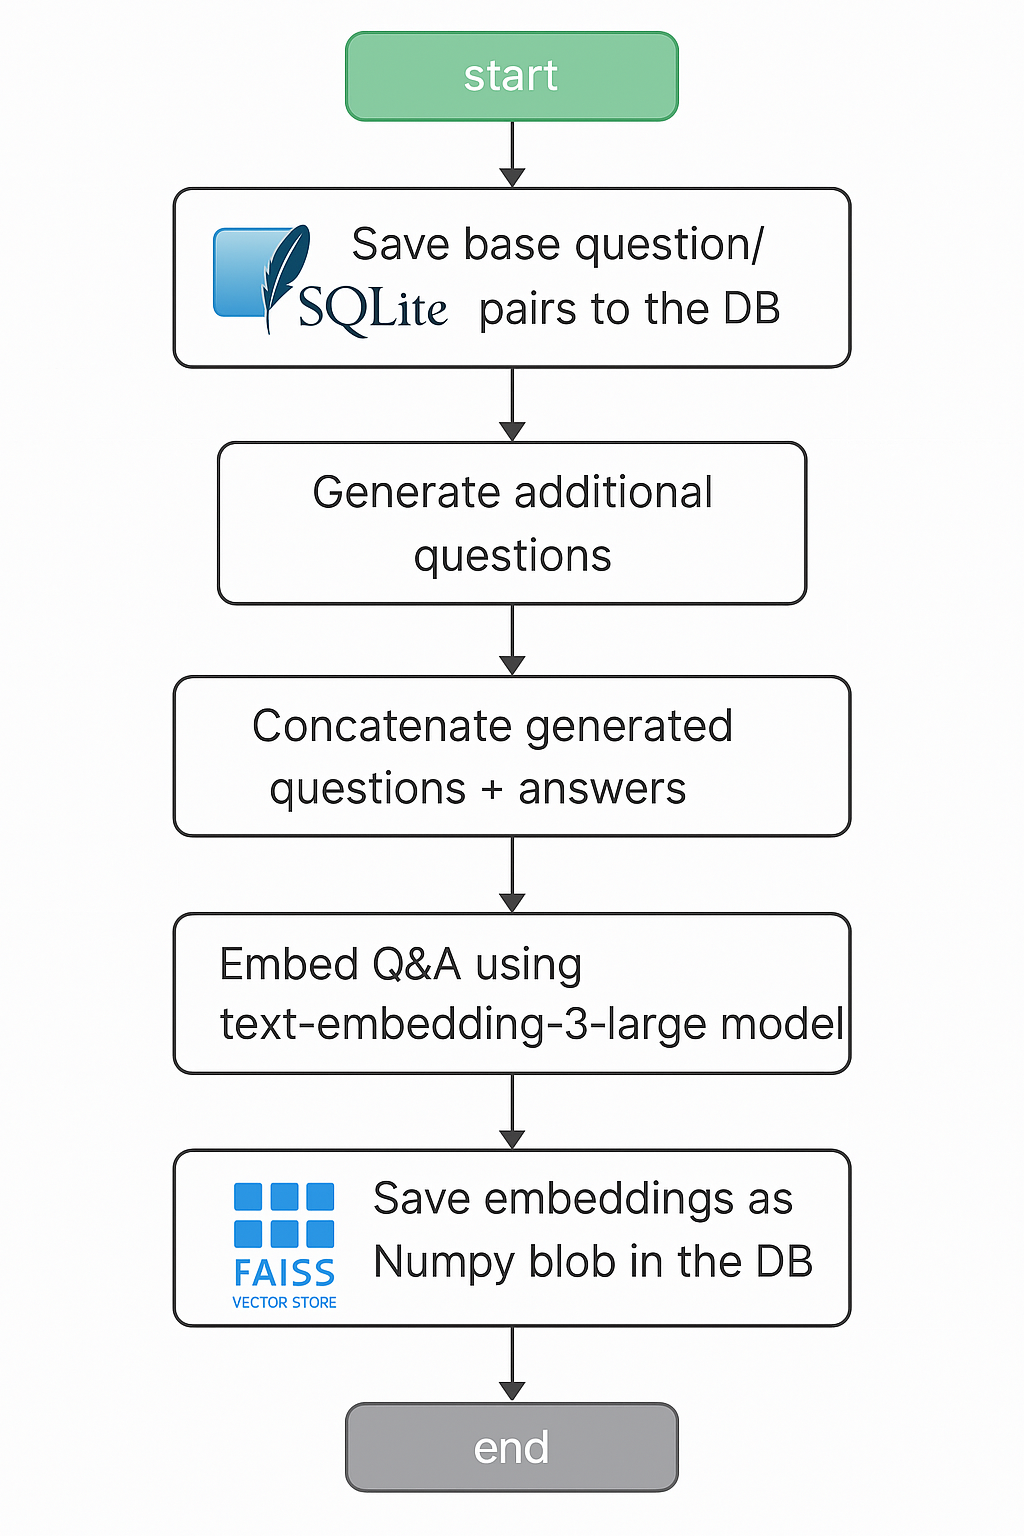 start
Save base question/
SQLite pairs to the DB
Generate additional
questions
Concatenate generated
questions + answers
Embed Q&A using
text-embedding-3-large model
Save embeddings as
Numpy blob in the DB
FAISS
VECTOR STORE
end